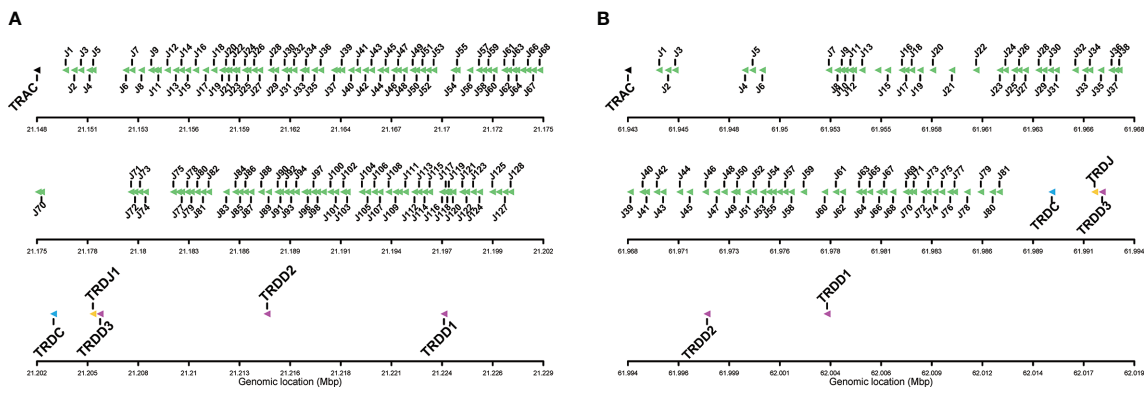 A
J1 J3 J5 J7 J9 J12 J14 J16 J18 J20 J22 J24 J26 J28 J30 J32 J34 J36 J39 J41 J43 J45 J47 J49 J51 J53 J55 J57 J59 J61 J63 J66 J68
TRAC J2 J4 J6 J8 J11 J13 J15 J17 J19 J21 J23 J25 J27 J29 J31 J33 J35 J37 J40 J42 J44 J46 J48 J50 J52 J54 J56 J58 J60 J62 J64 J67
21.148 21.151 21.153 21.156 21.159 21.162 21.164 21.167 21.17 21.172 21.175
J71 J73 J75 J78 J80 J82 J84 J86 J88 J90 J92 J94 J97 J100 J102 J104 J106 J108 J111 J113 J115 J117 J119 J121 J123 J125 J128
J70 J72 J74 J77 J79 J81 J83 J85 J87 J89 J91 J93 J96 J98 J101 J103 J105 J107 J109 J112 J114 J116 J118 J120 J122 J124 J127
21.175 21.178 21.18 21.183 21.186 21.189 21.191 21.194 21.197 21.199 21.202
TRDJ1 TRDD2
TRDC TRDD3 TRDD1
21.202 21.205 21.208 21.21 21.213 21.216 21.218 21.221 21.224 21.226 21.229
Genomic location (Mbp)
B
J1 J3 J5 J7 J9 J11 J13 J16 J18 J20 J22 J24 J26 J28 J30 J32 J34 J36 J38
TRAC J2 J4 J6 J8 J10 J12 J15 J17 J19 J21 J23 J25 J27 J29 J31 J33 J35 J37
61.943 61.945 61.948 61.95 61.953 61.956 61.958 61.961 61.963 61.966 61.968
J40 J42 J44 J46 J48 J50 J52 J54 J57 J59 J61 J63 J65 J67 J69 J71 J73 J75 J77 J79 J81 TRDJ
J39 J41 J43 J45 J47 J49 J51 J53 J55 J58 J60 J62 J64 J66 J68 J70 J72 J74 J76 J78 J80 TRDC TRDD3
61.968 61.971 61.973 61.976 61.978 61.981 61.983 61.986 61.989 61.991 61.994
TRDD1
TRDD2
61.994 61.996 61.999 62.001 62.004 62.006 62.009 62.012 62.014 62.017 62.019
Genomic location (Mbp)